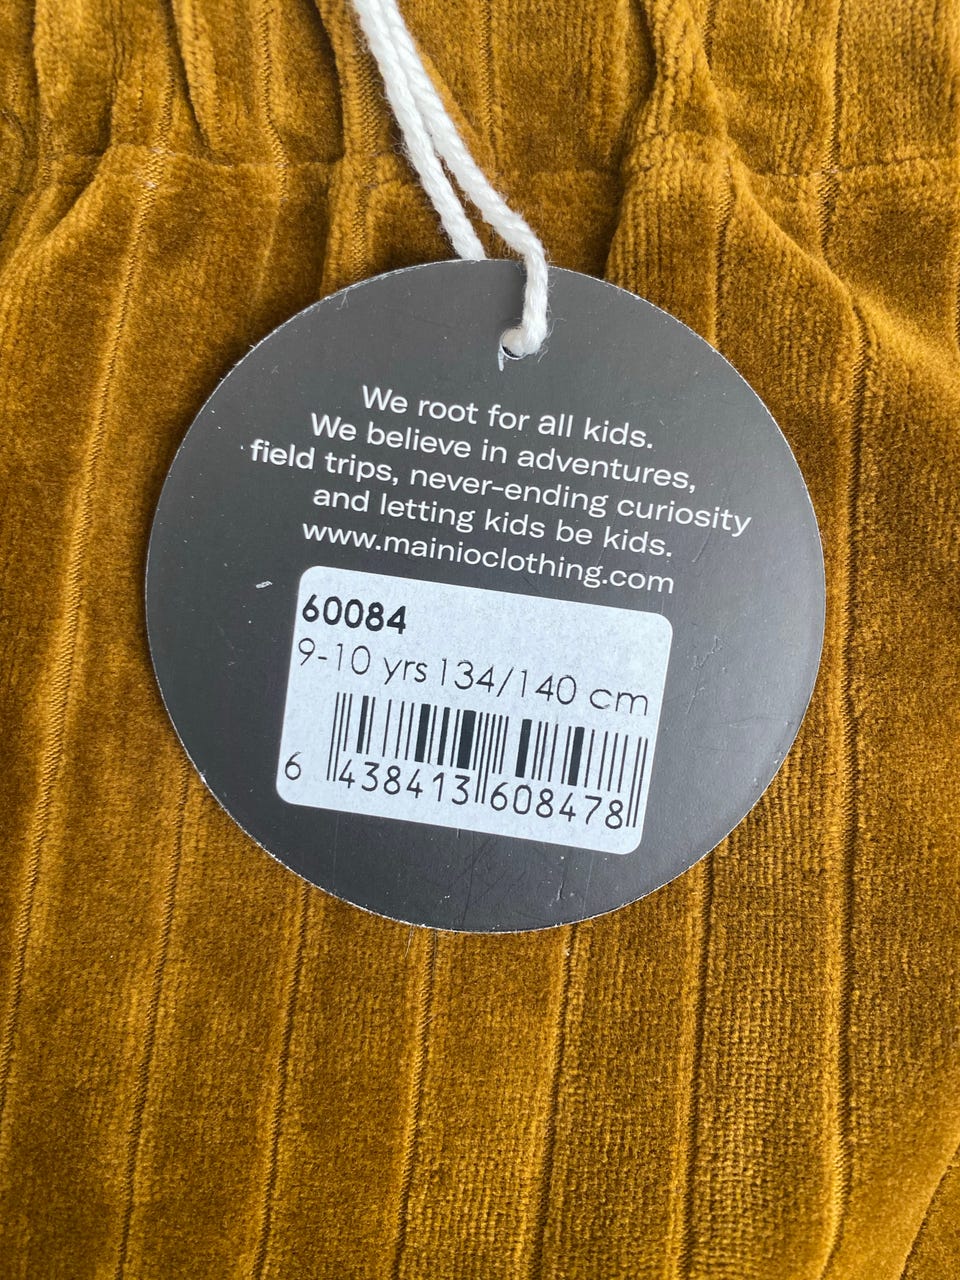 We root for all kids.
We believe in adventures,
field trips, never-ending curiosity
and letting kids be kids.
www.mainioclothing.com
60084
9-10 yrs 134/140 cm
6 438413 608478